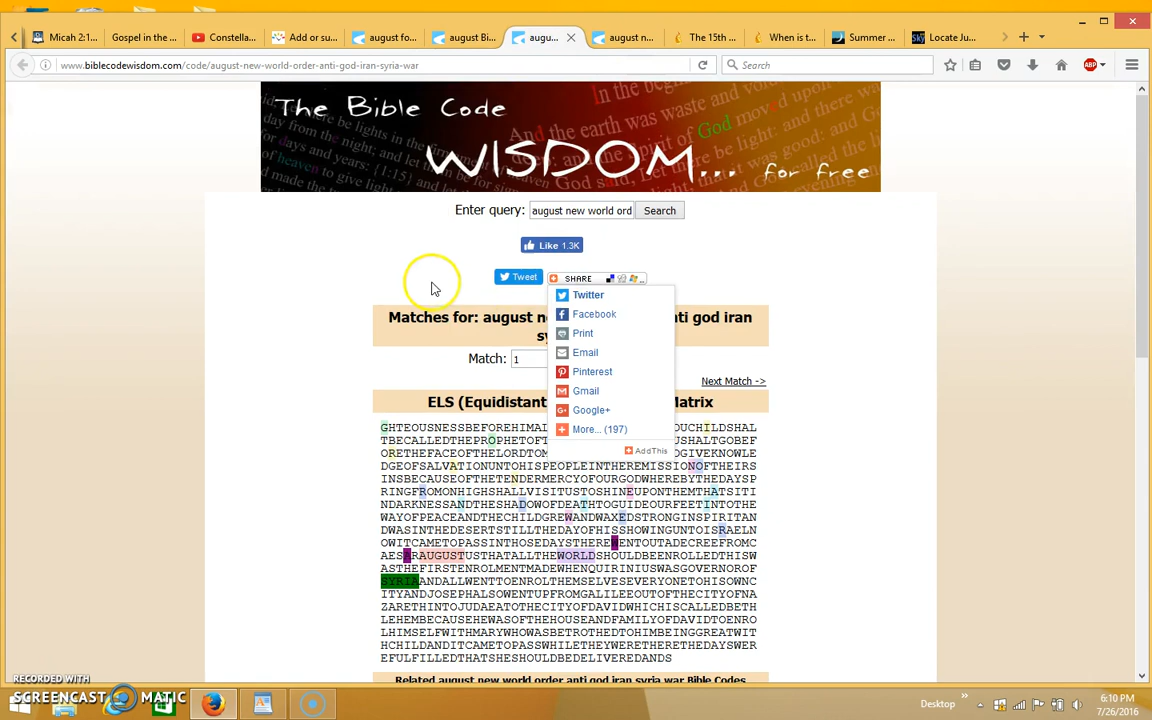 Micah 2:1...
Gospel in the ...
Constella...
Add or su...
august fo...
august Bi...
augu...
august n...
The 15th ...
When is t...
Summer ...
Locate Ju...
www.biblecodewisdom.com/code/august-new-world-order-anti-god-iran-syria-war
Search
ABP
The Bible Code
WISDOM... for free
Enter query: august new world ord Search
Like 1.3K
Tweet SHARE
Twitter
Facebook
Print
Email
Pinterest
Gmail
Google+
More... (197)
AddThis
Matches for: august n
nti god iran
sy
Match: 1
Next Match ->
ELS (Equidistan
Matrix
GHTEOUSNESSBEFOREHIMAL
OUCHILDSHAL
TBECALLEDTHEPROPHETOFT
USHALTGOBEF
ORETHEFACEOFTHELORDTOM
OGIVEKNOWLE
DGEOFSALVATIONUNTOHISPEOPLEINTHEREMISSIONOFTHEIRS
INSBECAUSEOFTHETENDERMERCYOFOURGODWHEREBYTHEDAYSP
RINGFROMONHIGHSHALLVISITUSTOSHINEUPONTHEMTHATSITI
NDARKNESSANDTHESHADOWOFDEATHTOGUIDEOURFEETINTOTHE
WAYOFPEACEANDTHECHILDGREWANDWAXEDSTRONGINSPIRITAN
DWASINTHEDESERTSTILLTHEDAYOFHISSHOWINGUNTOISRAELN
OWITCAMETOPASSINTHOSEDAYSTHEREWENTOUTADECREEFROMC
AESARAUGUSTUSTHATALLTHEWORLDSHOULDBEENROLLEDTHISW
ASTHEFIRSTENROLMENTMADEWHENQUIRINIUSWASGOVERNOROF
SYRIAANDALLWENTTOENROLTHEMSELVESEVERYONETOHISOWNC
ITYANDJOSEPHALSOWENTUPFROMGALILEEOUTOFTHECITYOFNA
ZARETHINTOJUDAEATOTHECITYOFDAVIDWHICHISCALLEDBETH
LEHEMBECAUSEHEWASOFTHEHOUSEANDFAMILYOFDAVIDTOENRO
LHIMSELFWITHMARYWHOWASBETROTHEDTOHIMBEINGGREATWIT
HCHILDANDITCAMETOPASSWHILETHEYWERETHERETHEDAYSWER
EFULFILLEDTHATSHESHOULDBEDELIVEREDANDS
Related august new world order anti god iran syria war Bible Codes
RECORDED WITH
SCREENCAST MATIC
Desktop
6:10 PM
7/26/2016